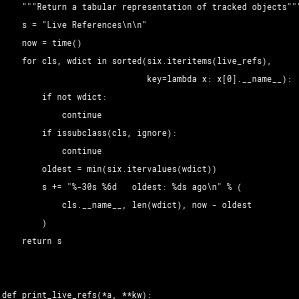 """Return a tabular representation of tracked objects"""
s = "Live References\n\n"
now = time()
for cls, wdict in sorted(six.iteritems(live_refs),
key=lambda x: x[0].__name__):
if not wdict:
continue
if issubclass(cls, ignore):
continue
oldest = min(six.itervalues(wdict))
s += "%-30s %6d   oldest: %ds ago\n" % (
cls.__name__, len(wdict), now - oldest
)
return s
def print_live_refs(*a, **kw):